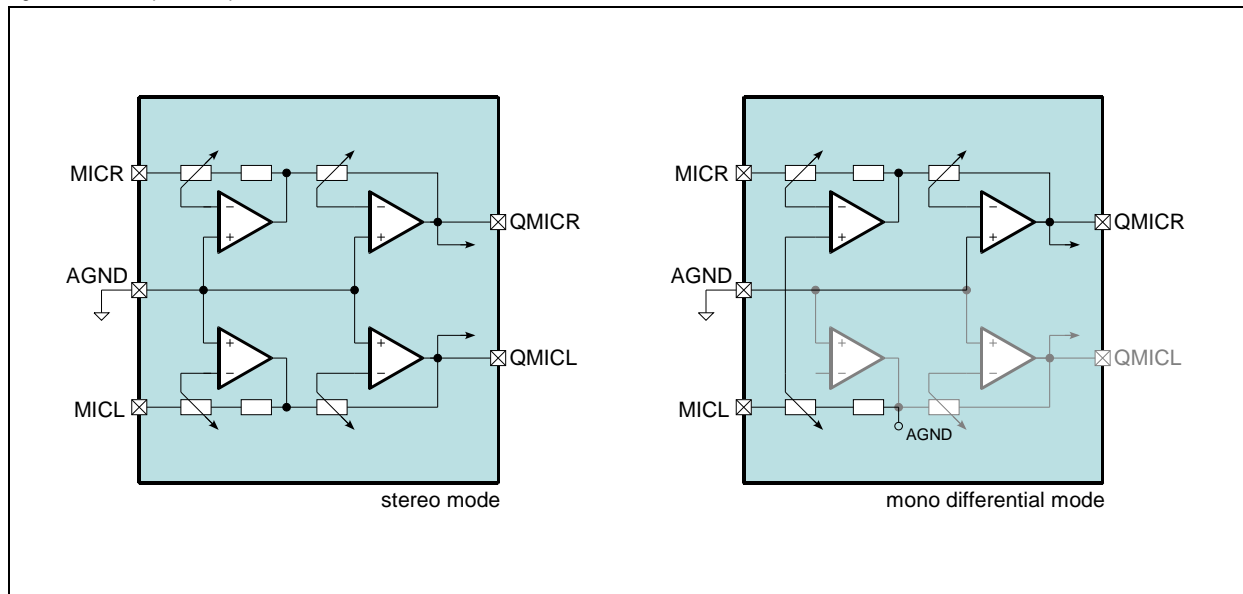 MICR
QMICR
AGND
QMICL
MICL
stereo mode
MICR
QMICR
AGND
QMICL
MICL
AGND
mono differential mode